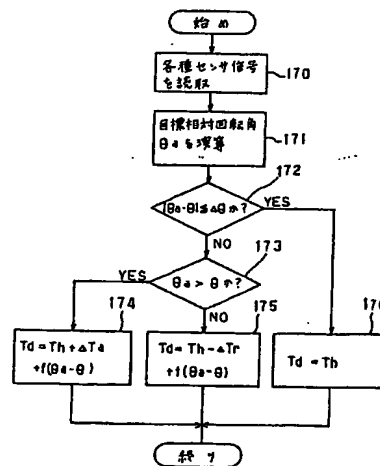 始め
各種センサ信号
を読取
170
目標相対回転角
θaを演算
171
172
|θa-θ|≦Δθか?
YES
NO
173
YES
θa>θか?
174
NO
175
Td=Th+ΔTa
+f(θa-θ)
Td=Th-ΔTr
+f(θa-θ)
Td=Th
終り